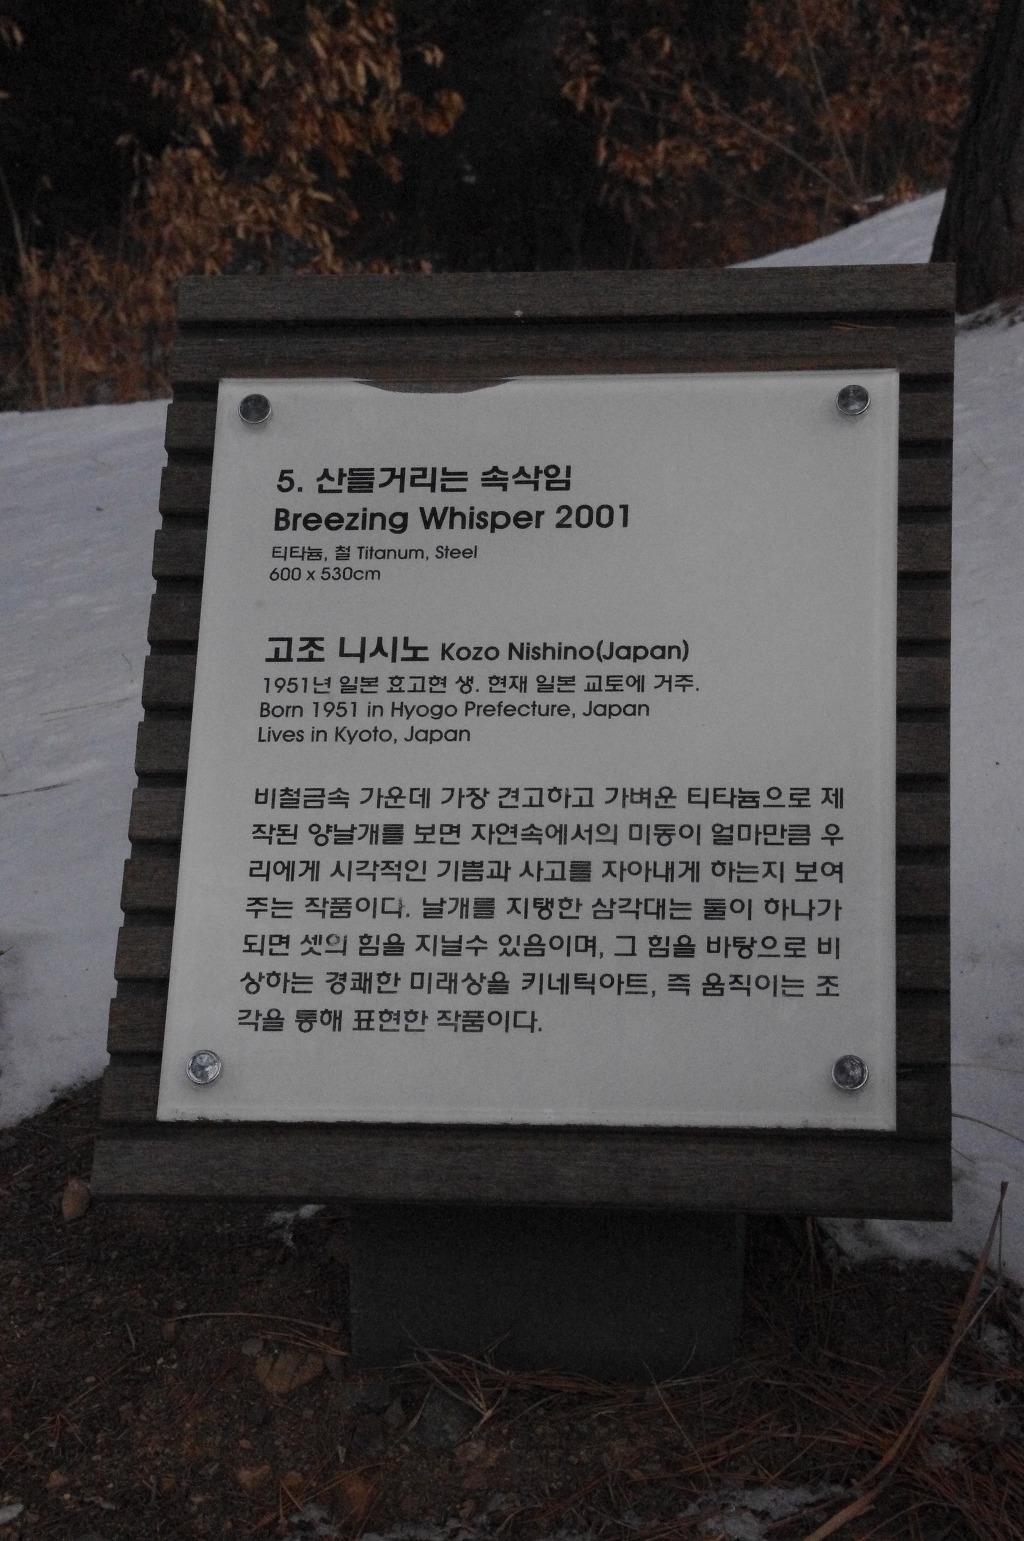 5. 산들거리는 속삭임
Breezing Whisper 2001
티타늄, 철 Titanum, Steel
600 x 530cm
고조 니시노 Kozo Nishino(Japan)
1951년 일본 효고현 생. 현재 일본 교토에 거주.
Born 1951 in Hyogo Prefecture, Japan
Lives in Kyoto, Japan
비철금속 가운데 가장 견고하고 가벼운 티타늄으로 제
작된 양날개를 보면 자연속에서의 미동이 얼마만큼 우
리에게 시각적인 기쁨과 사고를 자아내게 하는지 보여
주는 작품이다. 날개를 지탱한 삼각대는 둘이 하나가
되면 셋의 힘을 지닐수 있음이며, 그 힘을 바탕으로 비
상하는 경쾌한 미래상을 키네틱아트, 즉 움직이는 조
각을 통해 표현한 작품이다.